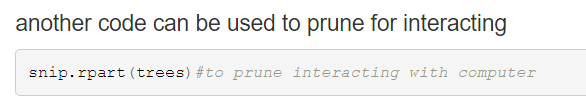 another code can be used to prune for interacting
snip.rpart(trees)#to prune interacting with computer